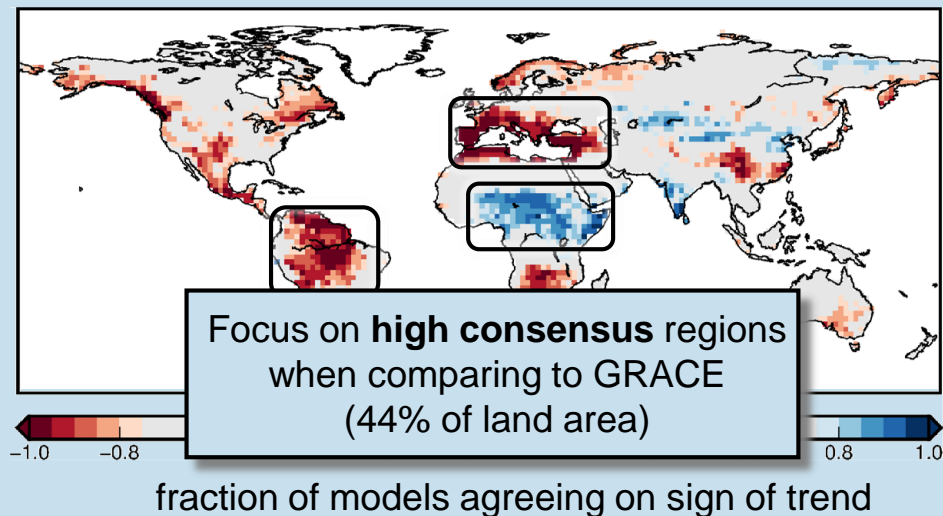 Focus on high consensus regions
when comparing to GRACE
(44% of land area)
−1.0 −0.8 0.8 1.0
fraction of models agreeing on sign of trend